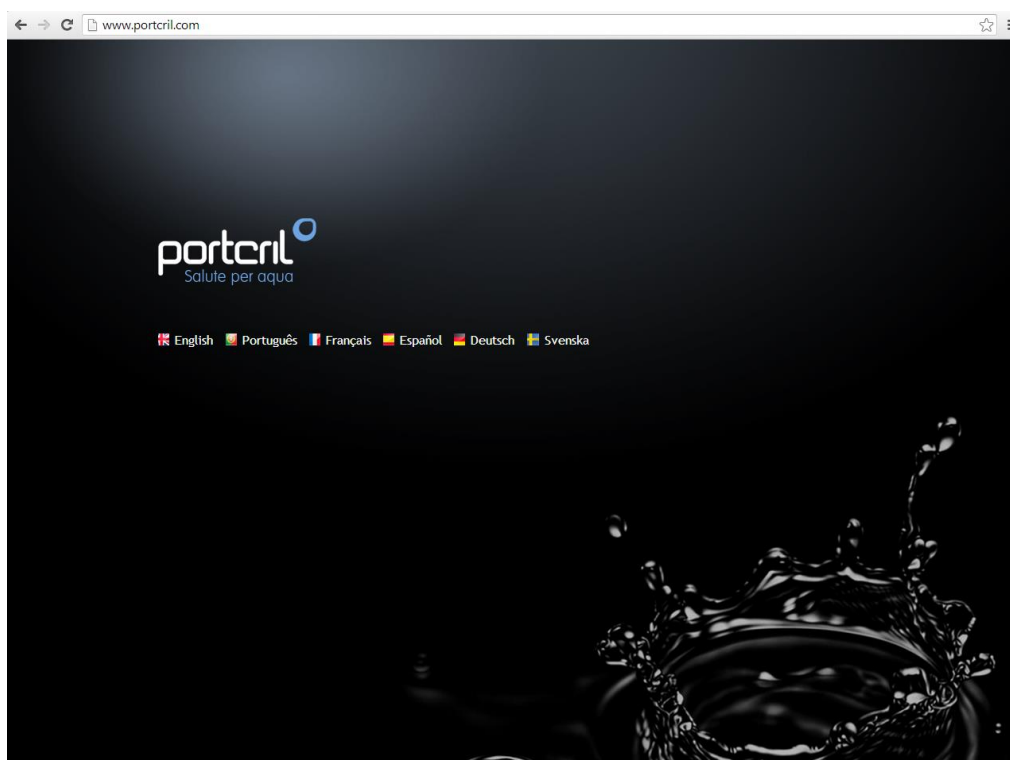 www.portcril.com
portcril
Salute per aqua
English Português Français Español Deutsch Svenska